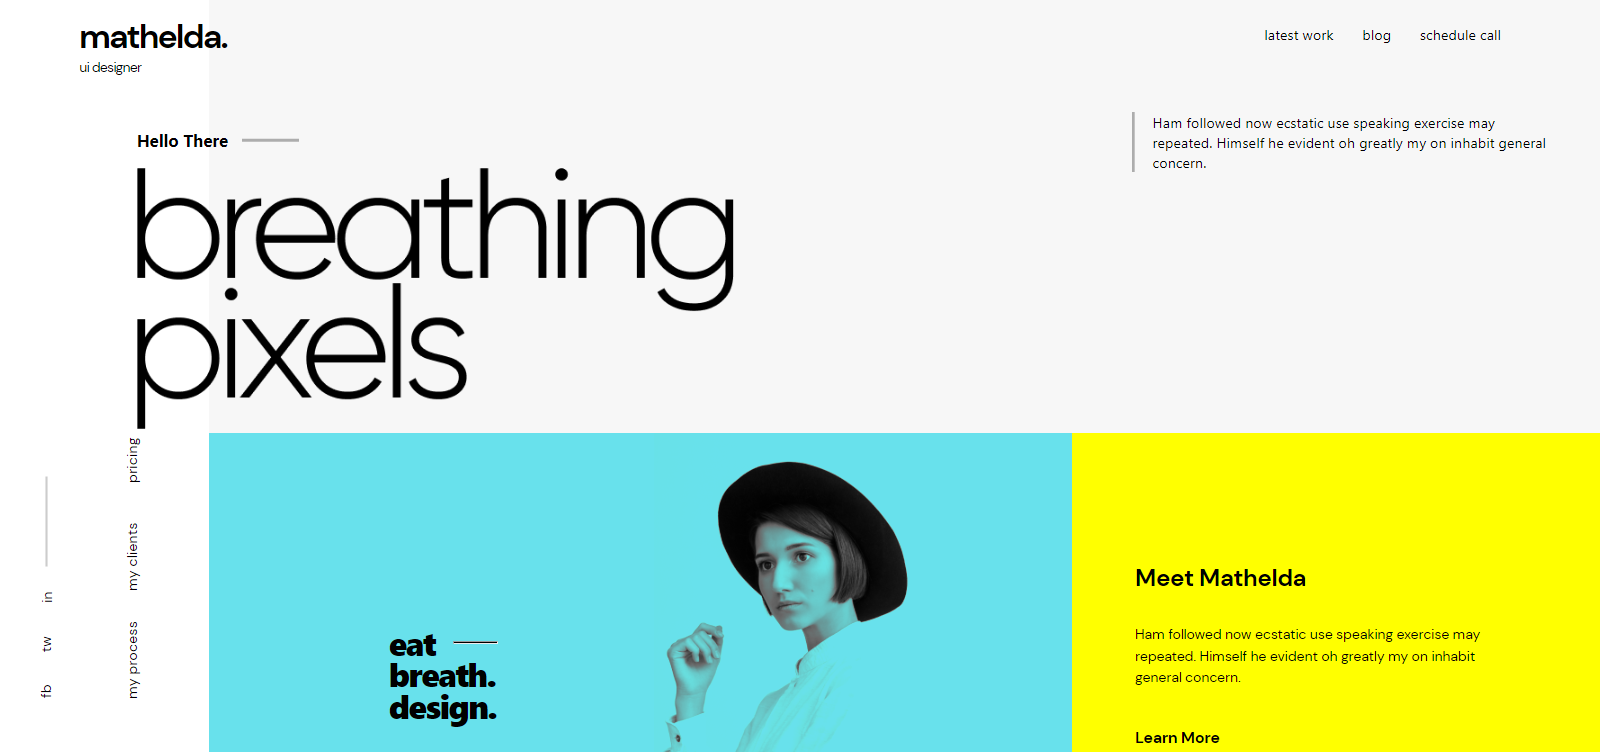 mathelda.
ui designer
latest work
blog
schedule call
Hello There
Ham followed now ecstatic use speaking exercise may
repeated. Himself he evident oh greatly my on inhabit general
concern.
breathing
pixels
pricing
my clients
my process
in
tw
fb
eat
breath.
design.
Meet Mathelda
Ham followed now ecstatic use speaking exercise may
repeated. Himself he evident oh greatly my on inhabit
general concern.
Learn More